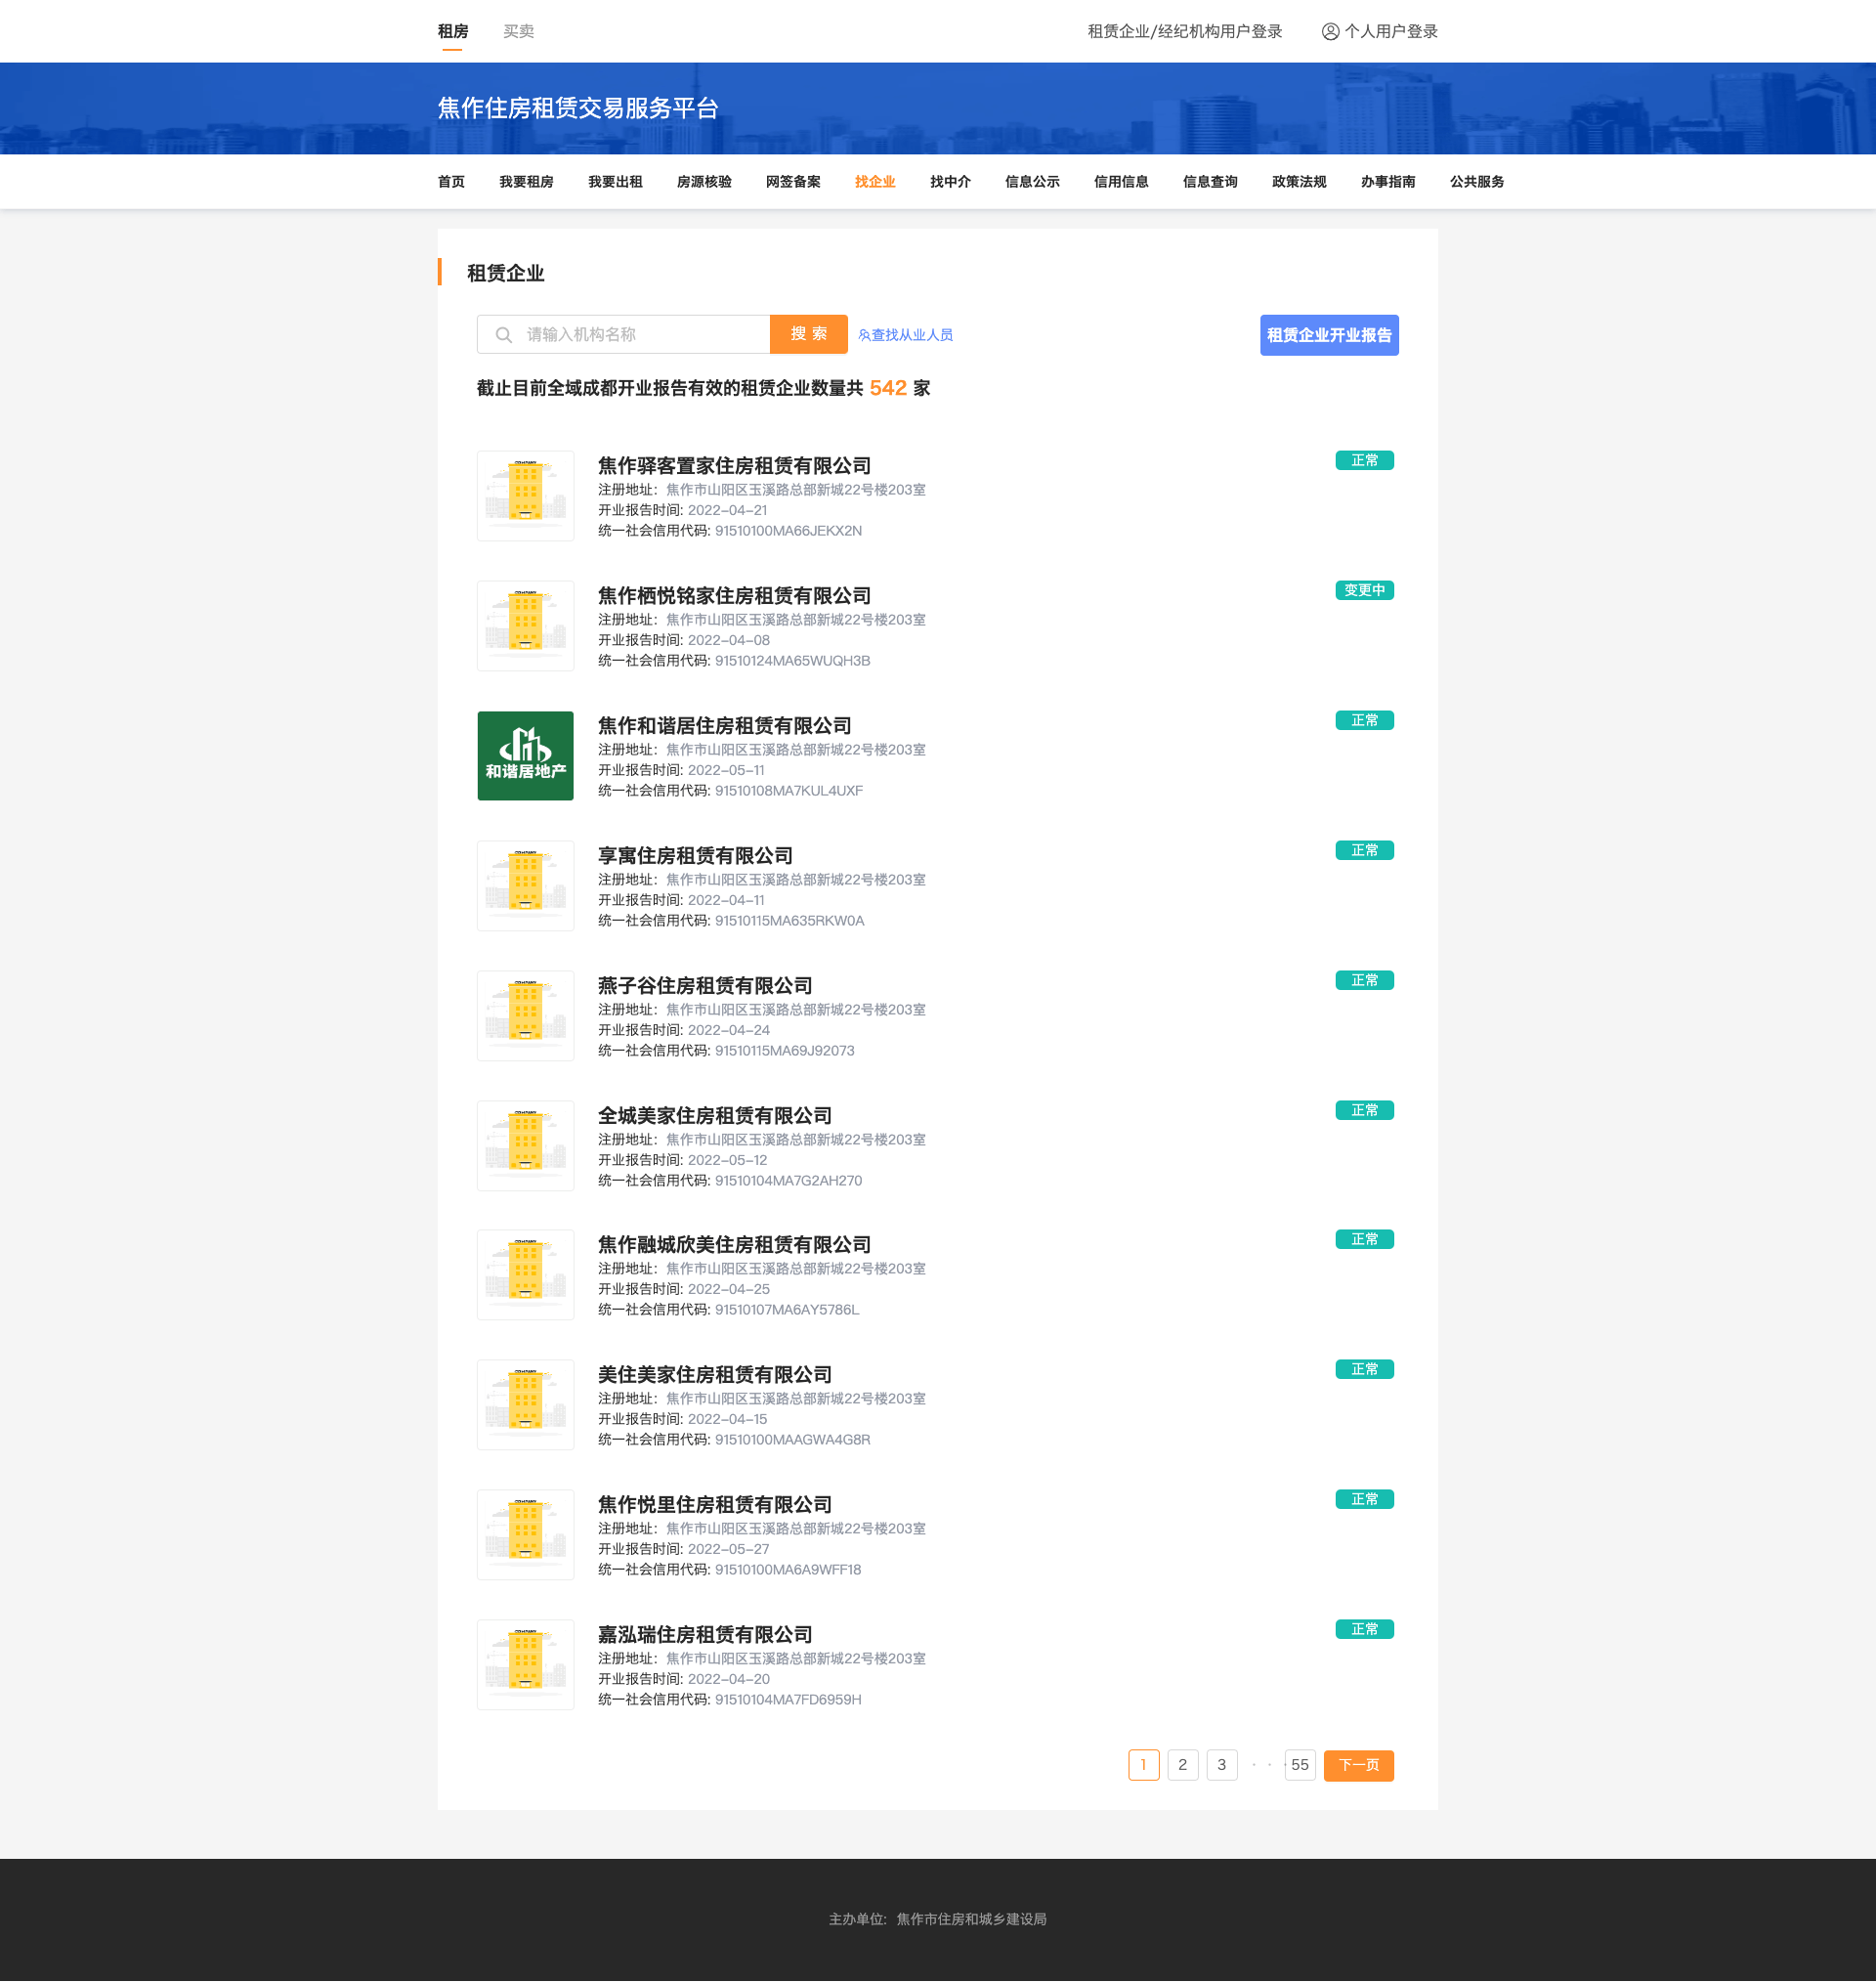 租房 买卖 租赁企业/经纪机构用户登录 个人用户登录
焦作住房租赁交易服务平台
首页 我要租房 我要出租 房源核验 网签备案 找企业 找中介 信息公示 信用信息 信息查询 政策法规 办事指南 公共服务
租赁企业
请输入机构名称 搜 索 查找从业人员 租赁企业开业报告
截止目前全域成都开业报告有效的租赁企业数量共 542 家
焦作驿客置家住房租赁有限公司 正常
注册地址：焦作市山阳区玉溪路总部新城22号楼203室
开业报告时间: 2022-04-21
统一社会信用代码: 91510100MA66JEKX2N
焦作栖悦铭家住房租赁有限公司 变更中
注册地址：焦作市山阳区玉溪路总部新城22号楼203室
开业报告时间: 2022-04-08
统一社会信用代码: 91510124MA65WUQH3B
和谐居地产
焦作和谐居住房租赁有限公司 正常
注册地址：焦作市山阳区玉溪路总部新城22号楼203室
开业报告时间: 2022-05-11
统一社会信用代码: 91510108MA7KUL4UXF
享寓住房租赁有限公司 正常
注册地址：焦作市山阳区玉溪路总部新城22号楼203室
开业报告时间: 2022-04-11
统一社会信用代码: 91510115MA635RKW0A
燕子谷住房租赁有限公司 正常
注册地址：焦作市山阳区玉溪路总部新城22号楼203室
开业报告时间: 2022-04-24
统一社会信用代码: 91510115MA69J92073
全城美家住房租赁有限公司 正常
注册地址：焦作市山阳区玉溪路总部新城22号楼203室
开业报告时间: 2022-05-12
统一社会信用代码: 91510104MA7G2AH270
焦作融城欣美住房租赁有限公司 正常
注册地址：焦作市山阳区玉溪路总部新城22号楼203室
开业报告时间: 2022-04-25
统一社会信用代码: 91510107MA6AY5786L
美住美家住房租赁有限公司 正常
注册地址：焦作市山阳区玉溪路总部新城22号楼203室
开业报告时间: 2022-04-15
统一社会信用代码: 91510100MAAGWA4G8R
焦作悦里住房租赁有限公司 正常
注册地址：焦作市山阳区玉溪路总部新城22号楼203室
开业报告时间: 2022-05-27
统一社会信用代码: 91510100MA6A9WFF18
嘉泓瑞住房租赁有限公司 正常
注册地址：焦作市山阳区玉溪路总部新城22号楼203室
开业报告时间: 2022-04-20
统一社会信用代码: 91510104MA7FD6959H
1 2 3 · · · 55 下一页
主办单位：焦作市住房和城乡建设局